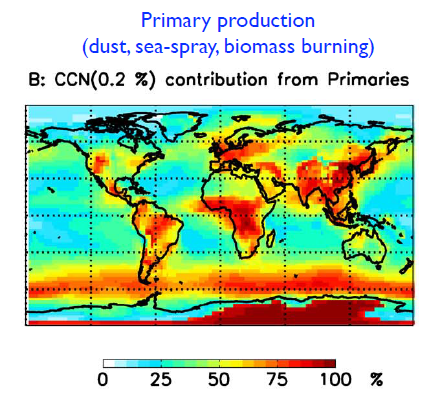 Primary production
(dust, sea-spray, biomass burning)
B: CCN(0.2 %) contribution from Primaries
0 25 50 75 100 %